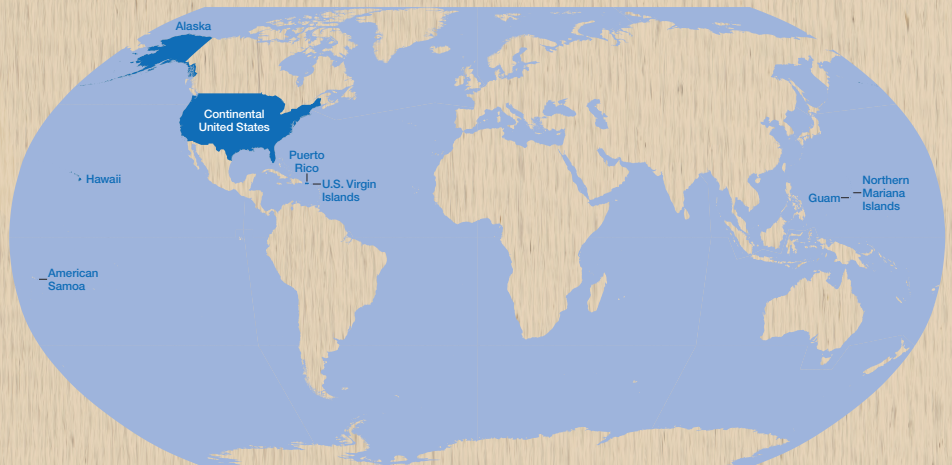 Alaska
Continental
United States
Puerto
Rico
U.S. Virgin
Islands
Hawaii
Northern
Mariana
Islands
Guam
American
Samoa